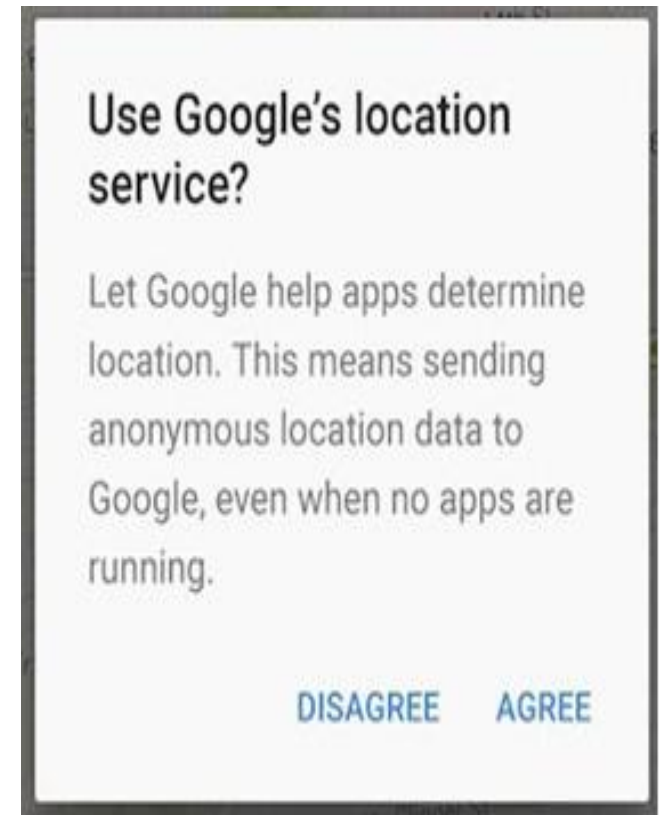 Use Google's location
service?
Let Google help apps determine
location. This means sending
anonymous location data to
Google, even when no apps are
running.
DISAGREE AGREE